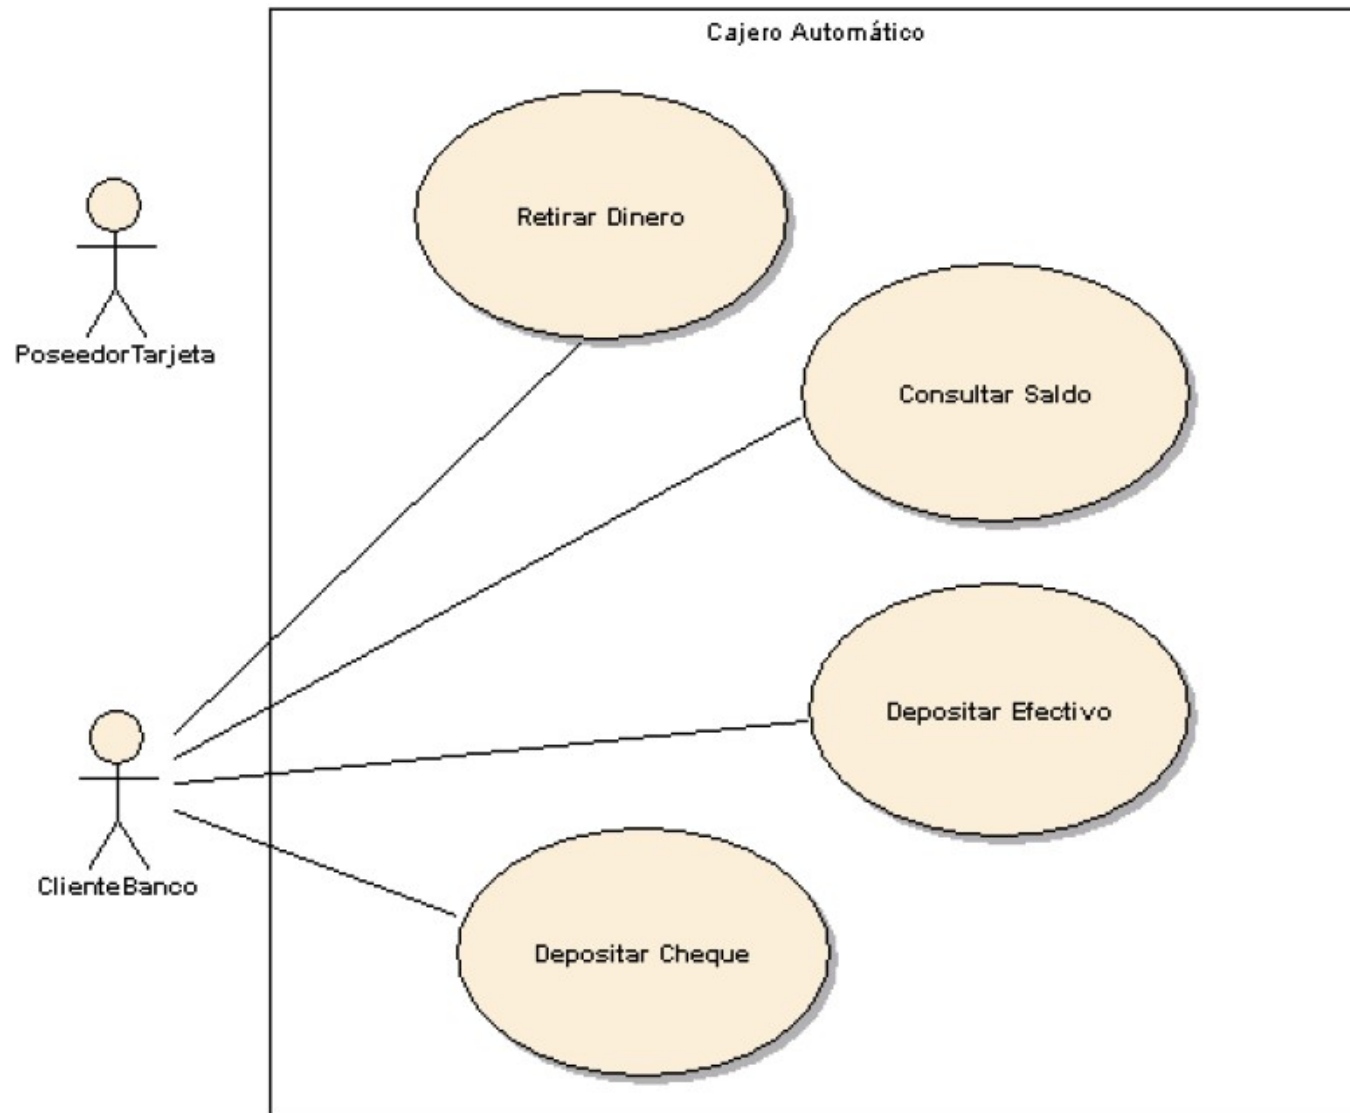 Cajero Automático
Retirar Dinero
PoseedorTarjeta
Consultar Saldo
Depositar Efectivo
ClienteBanco
Depositar Cheque